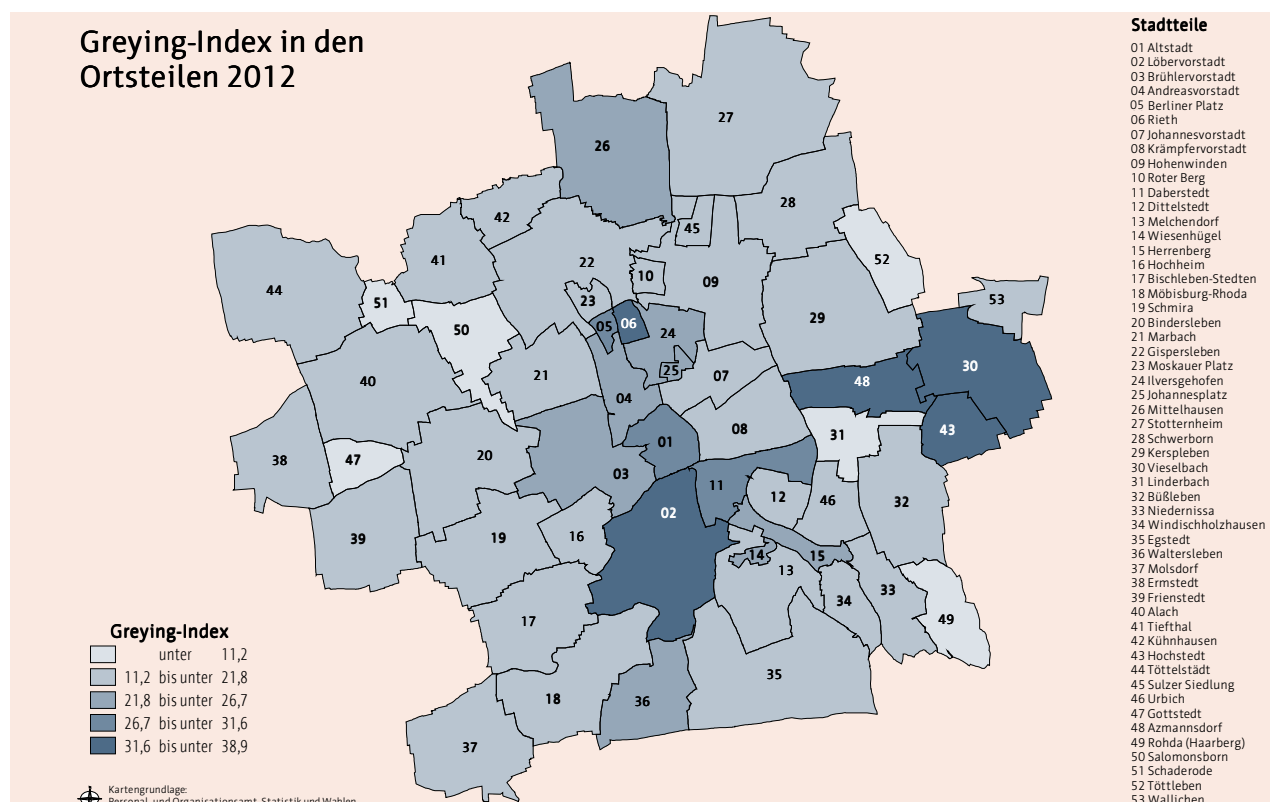 Greying-Index in den
Ortsteilen 2012
27
26
28
42
45
52
41
22
10
09
44
51
23
53
50
05
06
24
29
30
40
21
25
07
48
04
01
08
31
43
38
47
20
03
11
12
46
32
02
39
19
16
14
15
13
33
34
49
17
35
18
36
37
Greying-Index
unter 11,2
11,2 bis unter 21,8
21,8 bis unter 26,7
26,7 bis unter 31,6
31,6 bis unter 38,9
Kartengrundlage:
Personal- und Organisationsamt, Statistik und Wahlen
Stadtteile
01 Altstadt
02 Löbervorstadt
03 Brühlervorstadt
04 Andreasvorstadt
05 Berliner Platz
06 Rieth
07 Johannesvorstadt
08 Krämpfervorstadt
09 Hohenwinden
10 Roter Berg
11 Daberstedt
12 Dittelstedt
13 Melchendorf
14 Wiesenhügel
15 Herrenberg
16 Hochheim
17 Bischleben-Stedten
18 Möbisburg-Rhoda
19 Schmira
20 Bindersleben
21 Marbach
22 Gispersleben
23 Moskauer Platz
24 Ilversgehofen
25 Johannesplatz
26 Mittelhausen
27 Stotternheim
28 Schwerborn
29 Kerspleben
30 Vieselbach
31 Linderbach
32 Büßleben
33 Niedernissa
34 Windischholzhausen
35 Egstedt
36 Waltersleben
37 Molsdorf
38 Ermstedt
39 Frienstedt
40 Alach
41 Tiefthal
42 Kühnhausen
43 Hochstedt
44 Töttelstädt
45 Sulzer Siedlung
46 Urbich
47 Gottstedt
48 Azmannsdorf
49 Rohda (Haarberg)
50 Salomonsborn
51 Schaderode
52 Töttleben
53 Wallichen